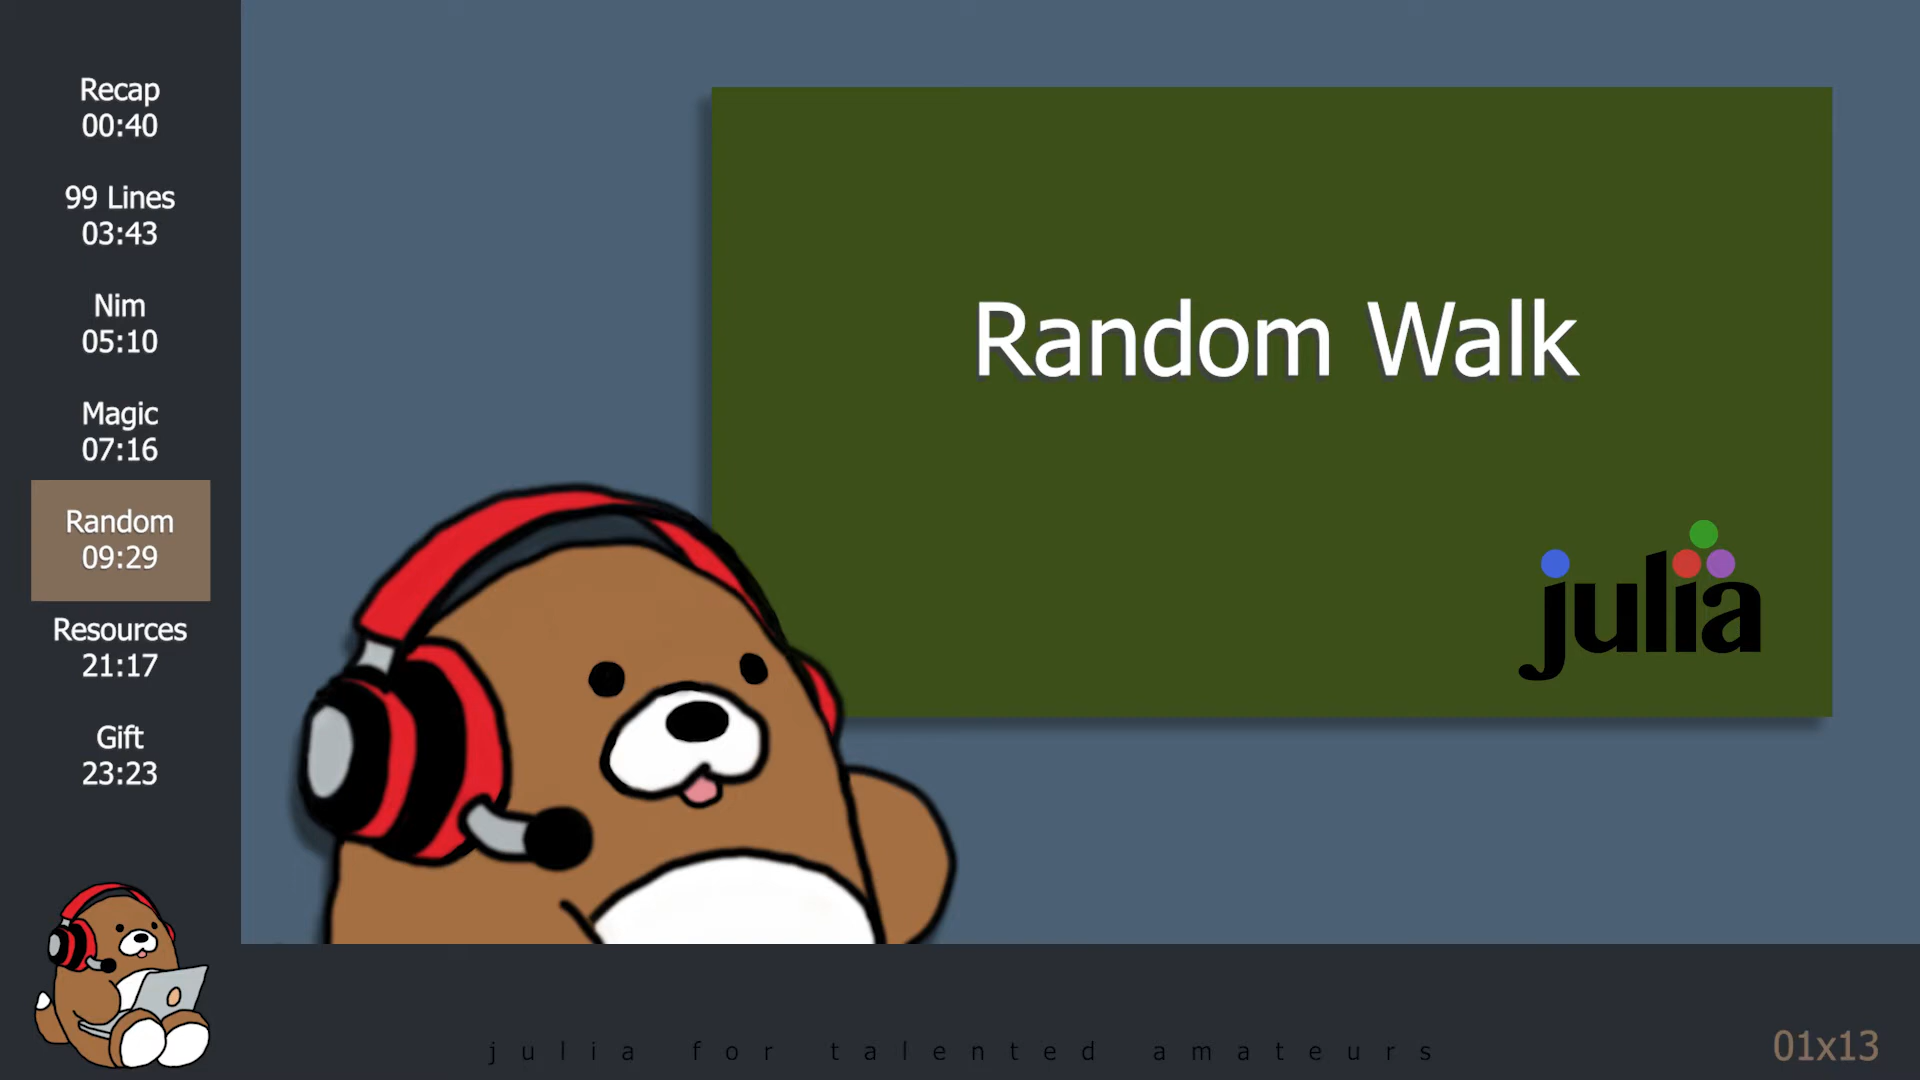 Recap
00:40
99 Lines
03:43
Nim
05:10
Magic
07:16
Random
09:29
Resources
21:17
Gift
23:23
Random Walk
julia
julia for talented amateurs
01x13